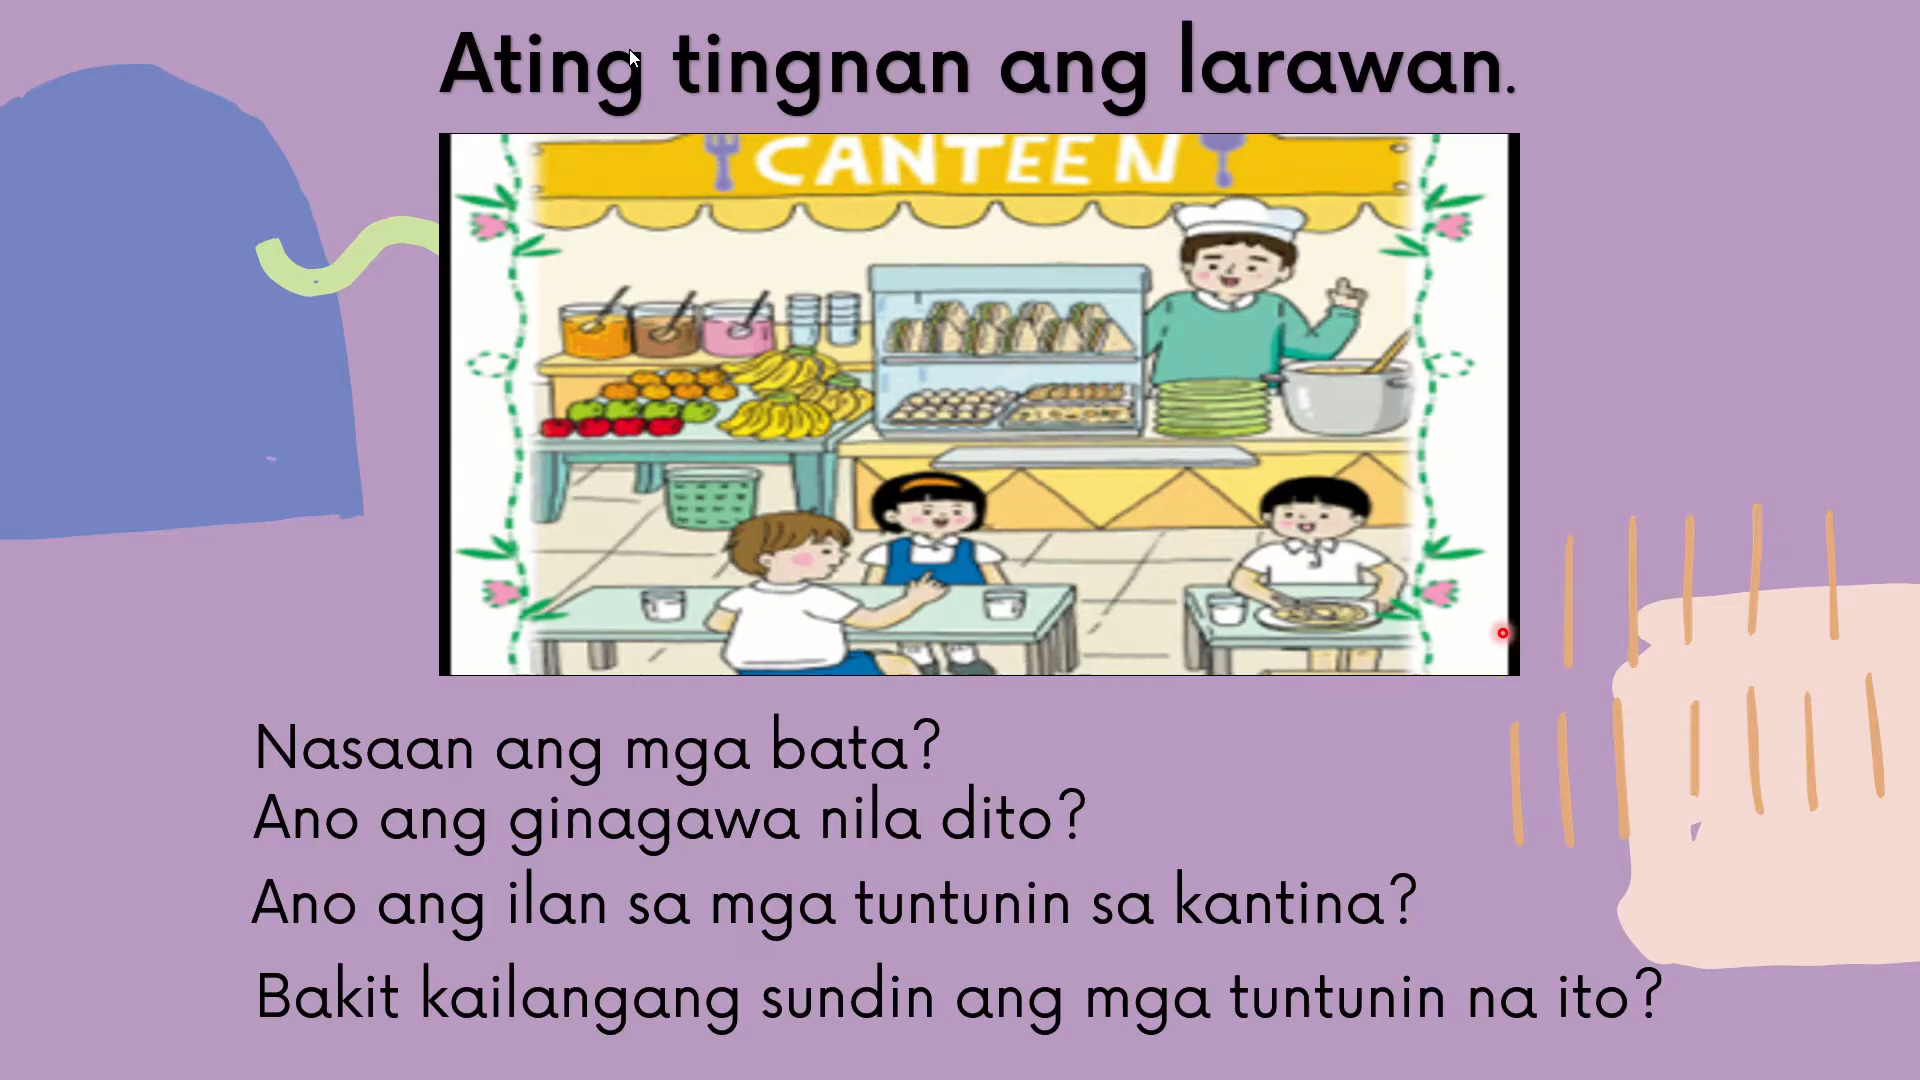 Ating tingnan ang larawan.
CANTEEN
Nasaan ang mga bata?
Ano ang ginagawa nila dito?
Ano ang ilan sa mga tuntunin sa kantina?
Bakit kailangang sundin ang mga tuntunin na ito?